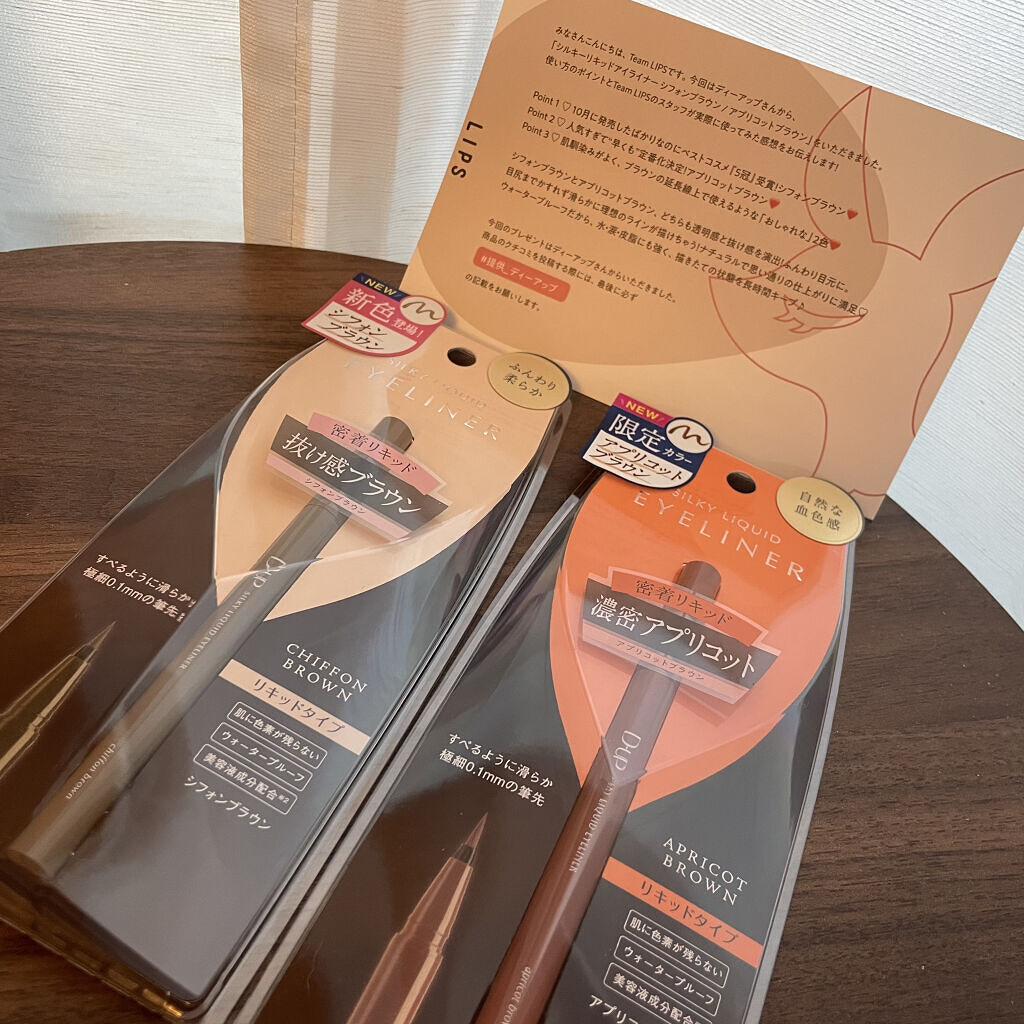 LIPS
みなさんこんにちは、Team LIPSです。今回はディーアップさんから、
「シルキーリキッドアイライナー シフォンブラウン / アプリコットブラウン」をいただきました。
使い方のポイントとTeam LIPSのスタッフが実際に使ってみた感想をお伝えします!
Point 1 ♡ 10月に発売したばかりなのにベストコスメ「5冠」受賞!シフォンブラウン♥
Point 2 ♡ 人気すぎて"早くも"定番化決定!アプリコットブラウン♥
Point 3 ♡ 肌馴染みがよく、ブラウンの延長線上で使えるような「おしゃれな」2色♥
シフォンブラウンとアプリコットブラウン、どちらも透明感と抜け感を演出!ふんわり目元に。
目尻までかすれず滑らかに理想のラインが描けちゃう!ナチュラルで思い通りの仕上がりに満足♡
ウォータープルーフだから、水・涙・皮脂にも強く、描きたての状態を長時間キープ♪
今回のプレゼントはディーアップさんからいただきました。
商品のクチコミを投稿する際には、最後に必ず
#提供_ディーアップ
の記載をお願いします。
NEW
新色登場!
シフォン
ブラウン
ふんわり
柔らか
SILKY LIQUID
EYELINER
密着リキッド
抜け感ブラウン
シフォンブラウン
すべるように滑らか
極細0.1mmの筆先
D-UP SILKY LIQUID EYELINER
chiffon brown
CHIFFON
BROWN
リキッドタイプ
肌に色素が残らない
ウォータープルーフ
美容液成分配合※2
シフォンブラウン
NEW
限定カラー
アプリコット
ブラウン
自然な
血色感
SILKY LIQUID
EYELINER
密着リキッド
濃密アプリコット
アプリコットブラウン
すべるように滑らか
極細0.1mmの筆先
D-UP SILKY LIQUID EYELINER
apricot
APRICOT
BROWN
リキッドタイプ
肌に色素が残らない
ウォータープルーフ
美容液成分配合